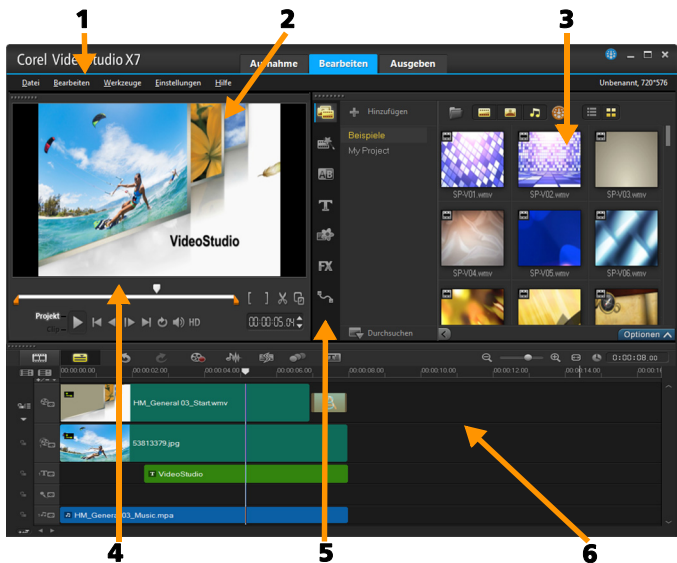 1
2
3
Corel VideoStudio X7
Aufnahme
Bearbeiten
Ausgeben
Datei
Bearbeiten
Werkzeuge
Einstellungen
Hilfe
Unbenannt, 720*576
VideoStudio
Hinzufügen
Beispiele
My Project
AB
T
FX
Durchsuchen
SP-V01.wmv
SP-V02.wmv
SP-V03.wmv
SP-V04.wmv
SP-V05.wmv
SP-V06.wmv
Optionen
Projekt
Clip
HD
00:00:05.04
0:00:08.00
00:00:00.00
00:00:02.00
00:00:04.00
00:00:06.00
00:00:08.00
00:00:10.00
00:00:12.00
00:00:14.00
HM_General 03_Start.wmv
53813379.jpg
T VideoStudio
HM_General 03_Music.mpa
4
5
6